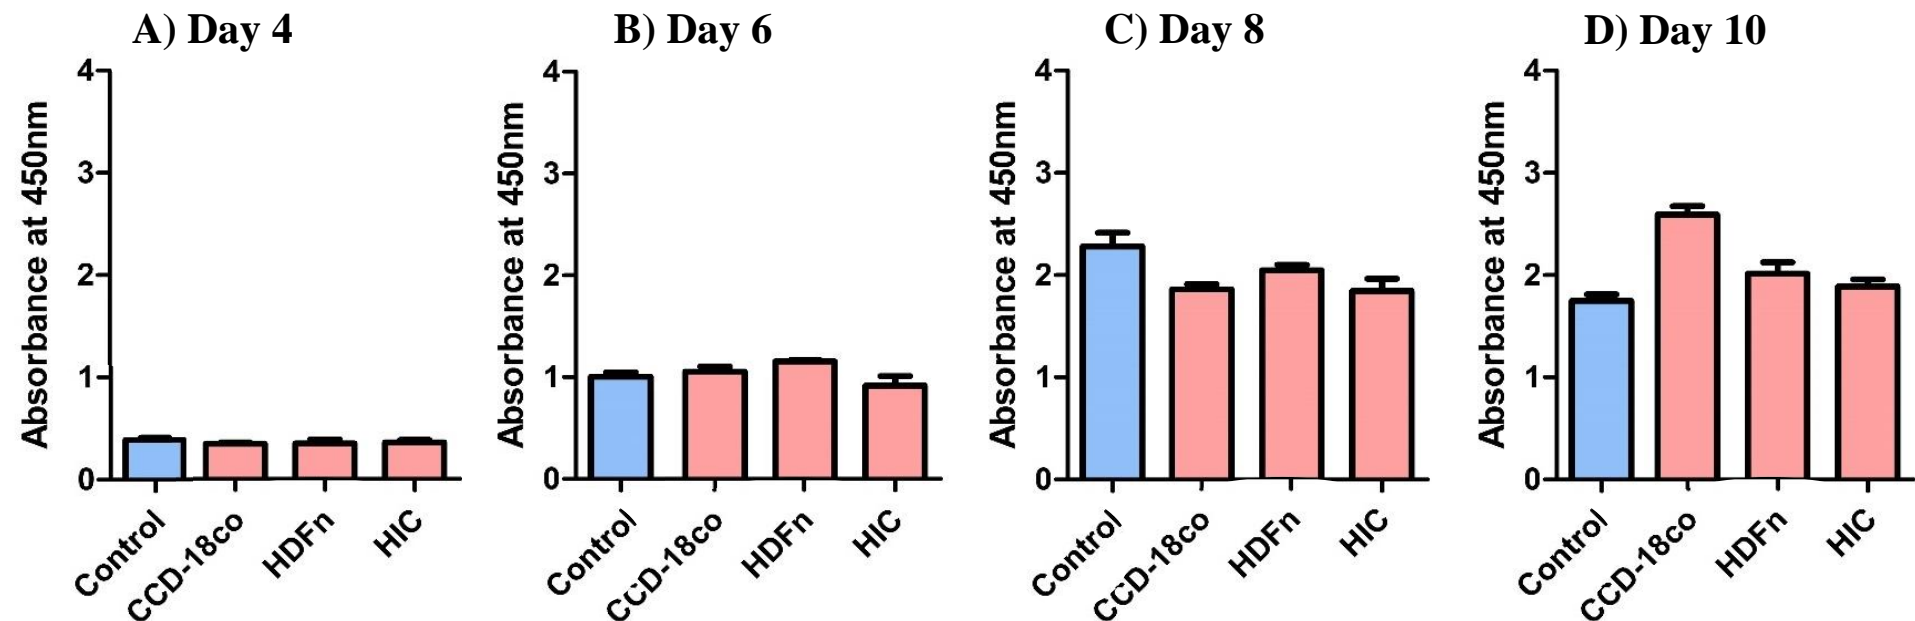 A) Day 4
Absorbance at 450nm
4
3
2
1
0
Control
CCD-18co
HDFn
HIC
B) Day 6
Absorbance at 450nm
4
3
2
1
0
Control
CCD-18co
HDFn
HIC
C) Day 8
Absorbance at 450nm
4
3
2
1
0
Control
CCD-18co
HDFn
HIC
D) Day 10
Absorbance at 450nm
4
3
2
1
0
Control
CCD-18co
HDFn
HIC